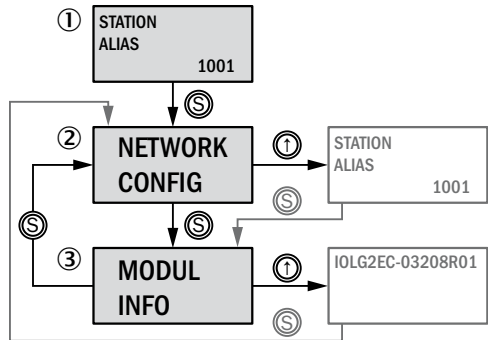 ① STATION
ALIAS
1001
Ⓢ
② NETWORK
CONFIG
↑
STATION
ALIAS
1001
Ⓢ
Ⓢ
Ⓢ
③ MODUL
INFO
↑
IOLG2EC-03208R01
Ⓢ